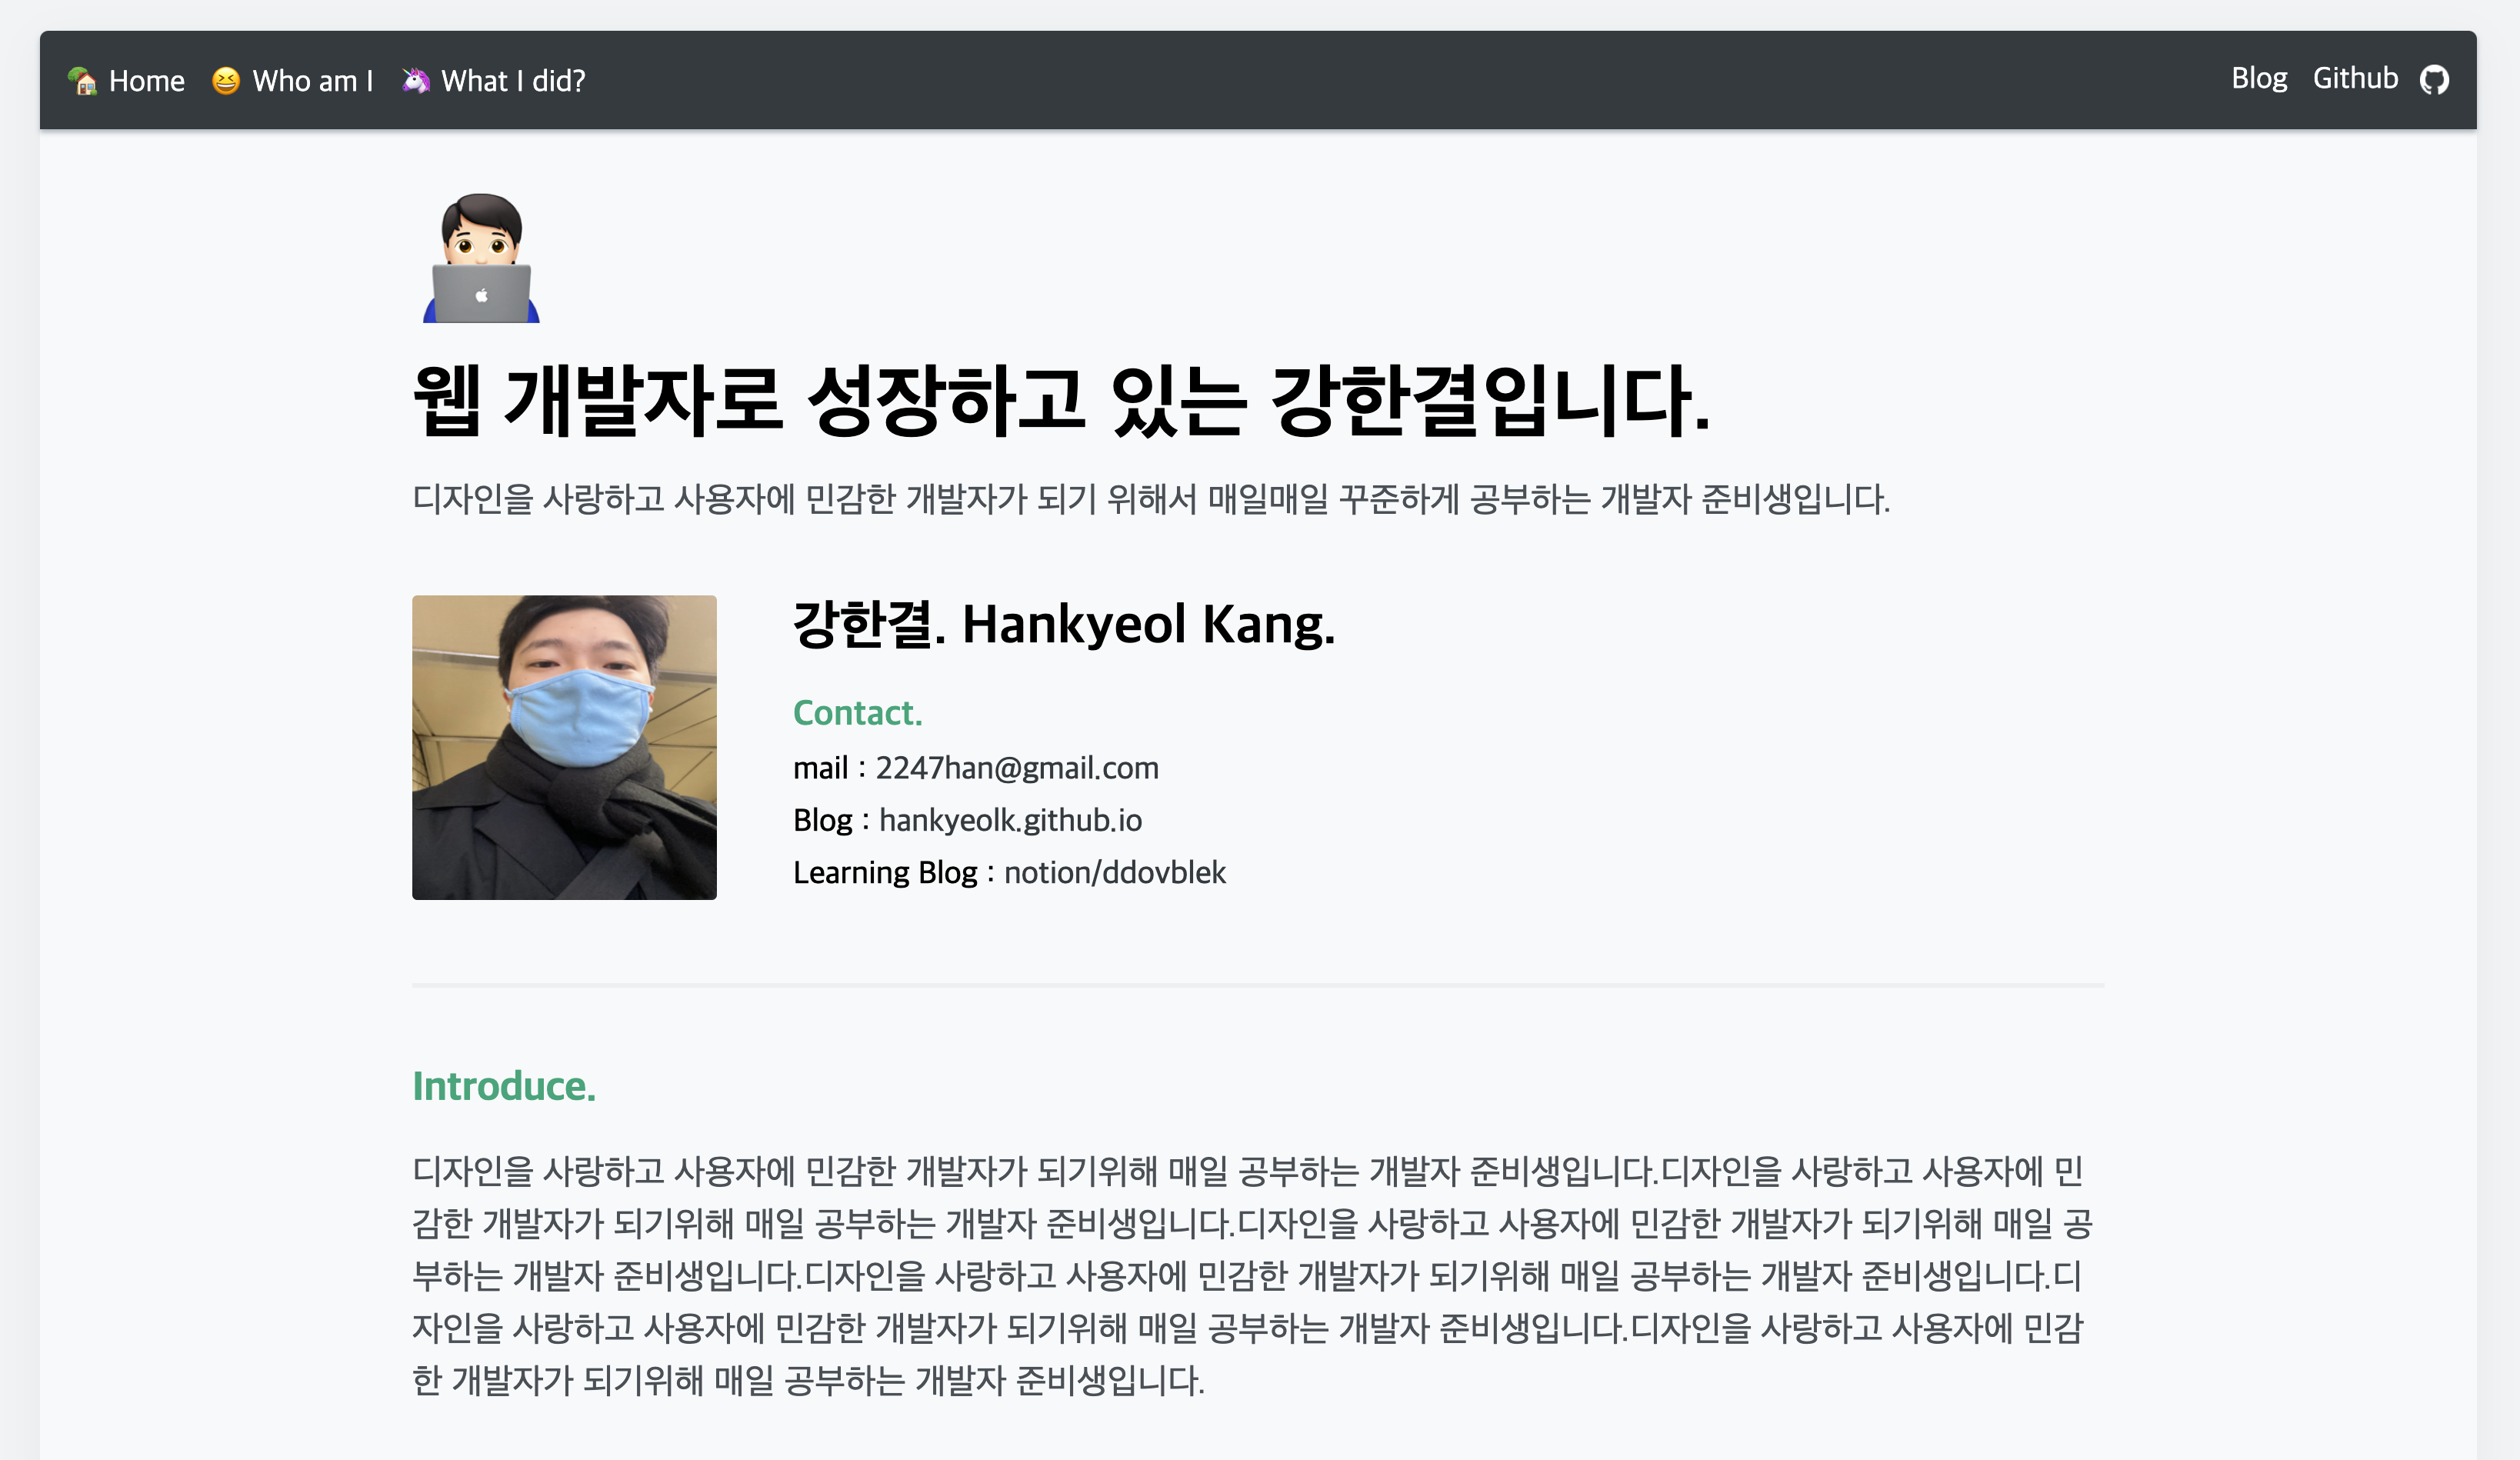 Home Who am I What I did? Blog Github
웹 개발자로 성장하고 있는 강한결입니다.
디자인을 사랑하고 사용자에 민감한 개발자가 되기 위해서 매일매일 꾸준하게 공부하는 개발자 준비생입니다.
강한결. Hankyeol Kang.
Contact.
mail : 2247han@gmail.com
Blog : hankyeolk.github.io
Learning Blog : notion/ddovblek
Introduce.
디자인을 사랑하고 사용자에 민감한 개발자가 되기위해 매일 공부하는 개발자 준비생입니다.디자인을 사랑하고 사용자에 민
감한 개발자가 되기위해 매일 공부하는 개발자 준비생입니다.디자인을 사랑하고 사용자에 민감한 개발자가 되기위해 매일 공
부하는 개발자 준비생입니다.디자인을 사랑하고 사용자에 민감한 개발자가 되기위해 매일 공부하는 개발자 준비생입니다.디
자인을 사랑하고 사용자에 민감한 개발자가 되기위해 매일 공부하는 개발자 준비생입니다.디자인을 사랑하고 사용자에 민감
한 개발자가 되기위해 매일 공부하는 개발자 준비생입니다.